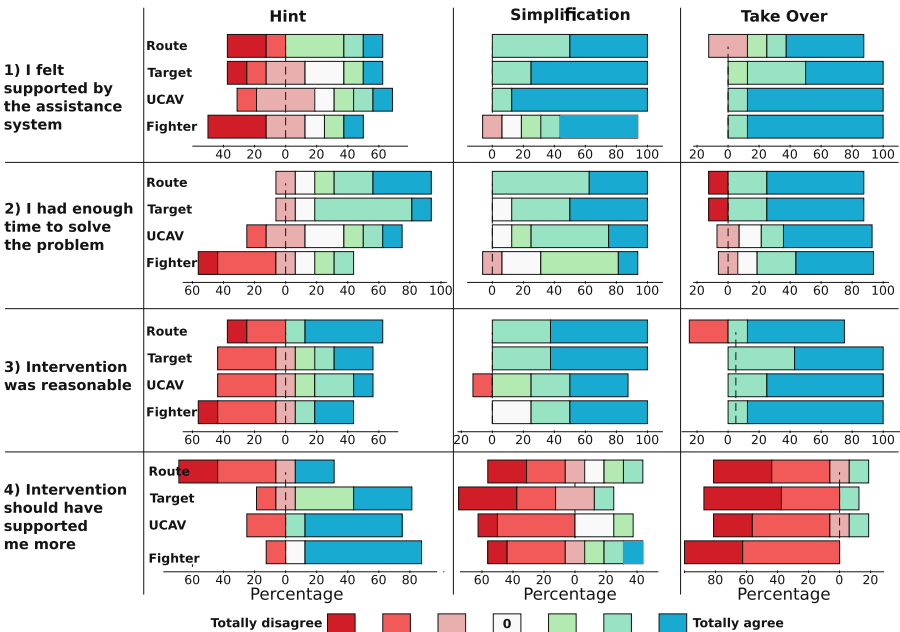 Hint Simplification Take Over
1) I felt
supported by
the assistance
system
Route
Target
UCAV
Fighter
40 20 0 20 40 60
20 0 20 40 60 80 100
20 0 20 40 60 80 100
2) I had enough
time to solve
the problem
Route
Target
UCAV
Fighter
60 40 20 0 20 40 60 80 100
0 20 40 60 80 100
20 0 20 40 60 80 100
3) Intervention
was reasonable
Route
Target
UCAV
Fighter
60 40 20 0 20 40 60
20 0 20 40 60 80 100
20 0 20 40 60 80 100
4) Intervention
should have
supported
me more
Route
Target
UCAV
Fighter
60 40 20 0 20 40 60 80
60 40 20 0 20 40
80 60 40 20 0 20
Percentage Percentage Percentage
Totally disagree 0 Totally agree